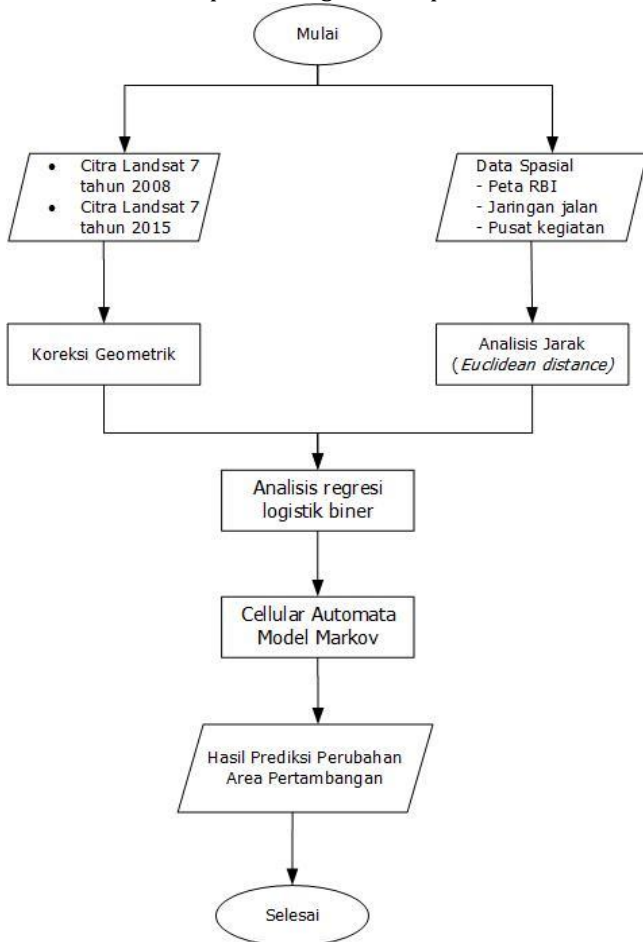 Mulai
• Citra Landsat 7
tahun 2008
• Citra Landsat 7
tahun 2015
Data Spasial
- Peta RBI
- Jaringan jalan
- Pusat kegiatan
Koreksi Geometrik
Analisis Jarak
(Euclidean distance)
Analisis regresi
logistik biner
Cellular Automata
Model Markov
Hasil Prediksi Perubahan
Area Pertambangan
Selesai